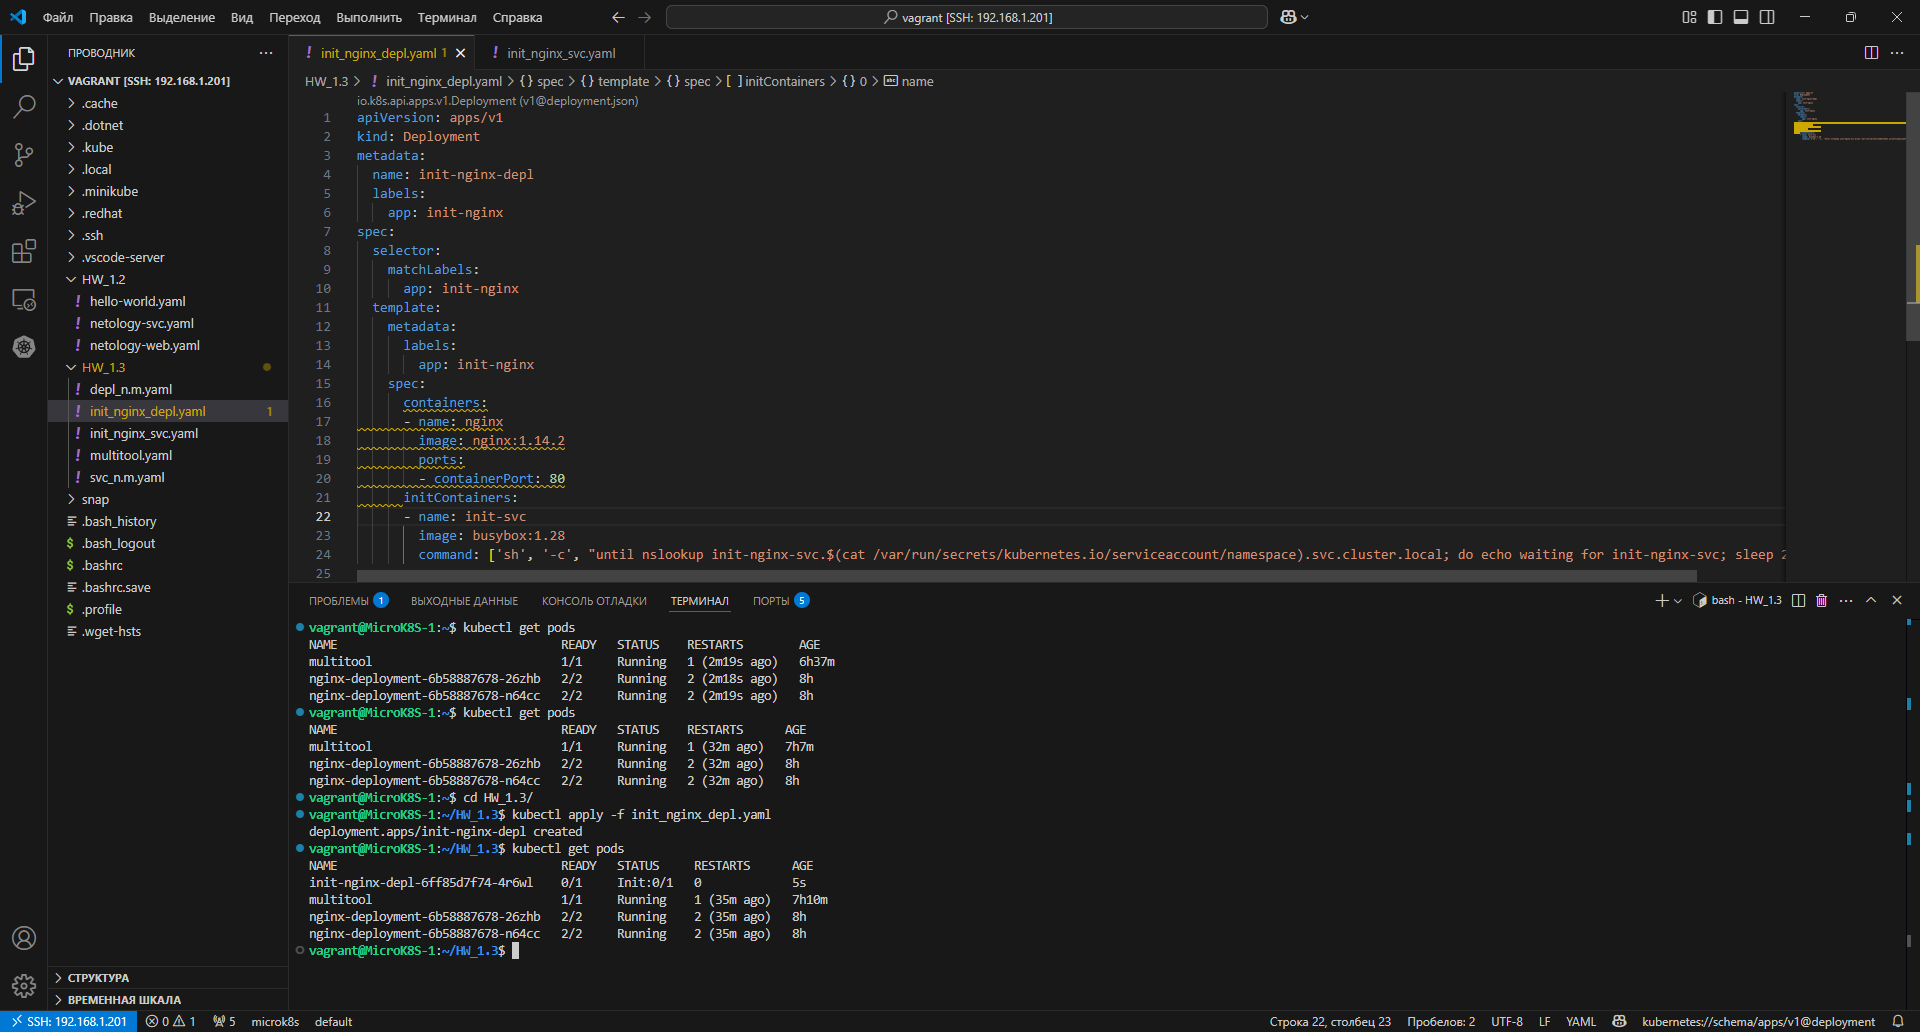 Файл Правка Выделение Вид Переход Выполнить Терминал Справка
vagrant [SSH: 192.168.1.201]
ПРОВОДНИК
VAGRANT [SSH: 192.168.1.201]
.cache
.dotnet
.kube
.local
.minikube
.redhat
.ssh
.vscode-server
HW_1.2
! hello-world.yaml
! netology-svc.yaml
! netology-web.yaml
HW_1.3
! depl_n.m.yaml
! init_nginx_depl.yaml 1
! init_nginx_svc.yaml
! multitool.yaml
! svc_n.m.yaml
snap
.bash_history
$ .bash_logout
$ .bashrc
.bashrc.save
$ .profile
.wget-hsts
СТРУКТУРА
ВРЕМЕННАЯ ШКАЛА
! init_nginx_depl.yaml 1
! init_nginx_svc.yaml
HW_1.3 > ! init_nginx_depl.yaml > {} spec > {} template > {} spec > [ ] initContainers > {} 0 > abc name
io.k8s.api.apps.v1.Deployment (v1@deployment.json)
1 apiVersion: apps/v1
2 kind: Deployment
3 metadata:
4   name: init-nginx-depl
5   labels:
6     app: init-nginx
7 spec:
8   selector:
9     matchLabels:
10       app: init-nginx
11   template:
12     metadata:
13       labels:
14         app: init-nginx
15     spec:
16       containers:
17       - name: nginx
18         image: nginx:1.14.2
19         ports:
20         - containerPort: 80
21       initContainers:
22       - name: init-svc
23         image: busybox:1.28
24         command: ['sh', '-c', "until nslookup init-nginx-svc.$(cat /var/run/secrets/kubernetes.io/serviceaccount/namespace).svc.cluster.local; do echo waiting for init-nginx-svc; sleep 2
25
ПРОБЛЕМЫ 1 ВЫХОДНЫЕ ДАННЫЕ КОНСОЛЬ ОТЛАДКИ ТЕРМИНАЛ ПОРТЫ 5
bash - HW_1.3
vagrant@MicroK8S-1:~$ kubectl get pods
NAME READY STATUS RESTARTS AGE
multitool 1/1 Running 1 (2m19s ago) 6h37m
nginx-deployment-6b58887678-26zhb 2/2 Running 2 (2m18s ago) 8h
nginx-deployment-6b58887678-n64cc 2/2 Running 2 (2m19s ago) 8h
vagrant@MicroK8S-1:~$ kubectl get pods
NAME READY STATUS RESTARTS AGE
multitool 1/1 Running 1 (32m ago) 7h7m
nginx-deployment-6b58887678-26zhb 2/2 Running 2 (32m ago) 8h
nginx-deployment-6b58887678-n64cc 2/2 Running 2 (32m ago) 8h
vagrant@MicroK8S-1:~$ cd HW_1.3/
vagrant@MicroK8S-1:~/HW_1.3$ kubectl apply -f init_nginx_depl.yaml
deployment.apps/init-nginx-depl created
vagrant@MicroK8S-1:~/HW_1.3$ kubectl get pods
NAME READY STATUS RESTARTS AGE
init-nginx-depl-6ff85d7f74-4r6wl 0/1 Init:0/1 0 5s
multitool 1/1 Running 1 (35m ago) 7h10m
nginx-deployment-6b58887678-26zhb 2/2 Running 2 (35m ago) 8h
nginx-deployment-6b58887678-n64cc 2/2 Running 2 (35m ago) 8h
vagrant@MicroK8S-1:~/HW_1.3$
SSH: 192.168.1.201 0 1 5 microk8s default
Строка 22, столбец 23 Пробелов: 2 UTF-8 LF YAML kubernetes://schema/apps/v1@deployment